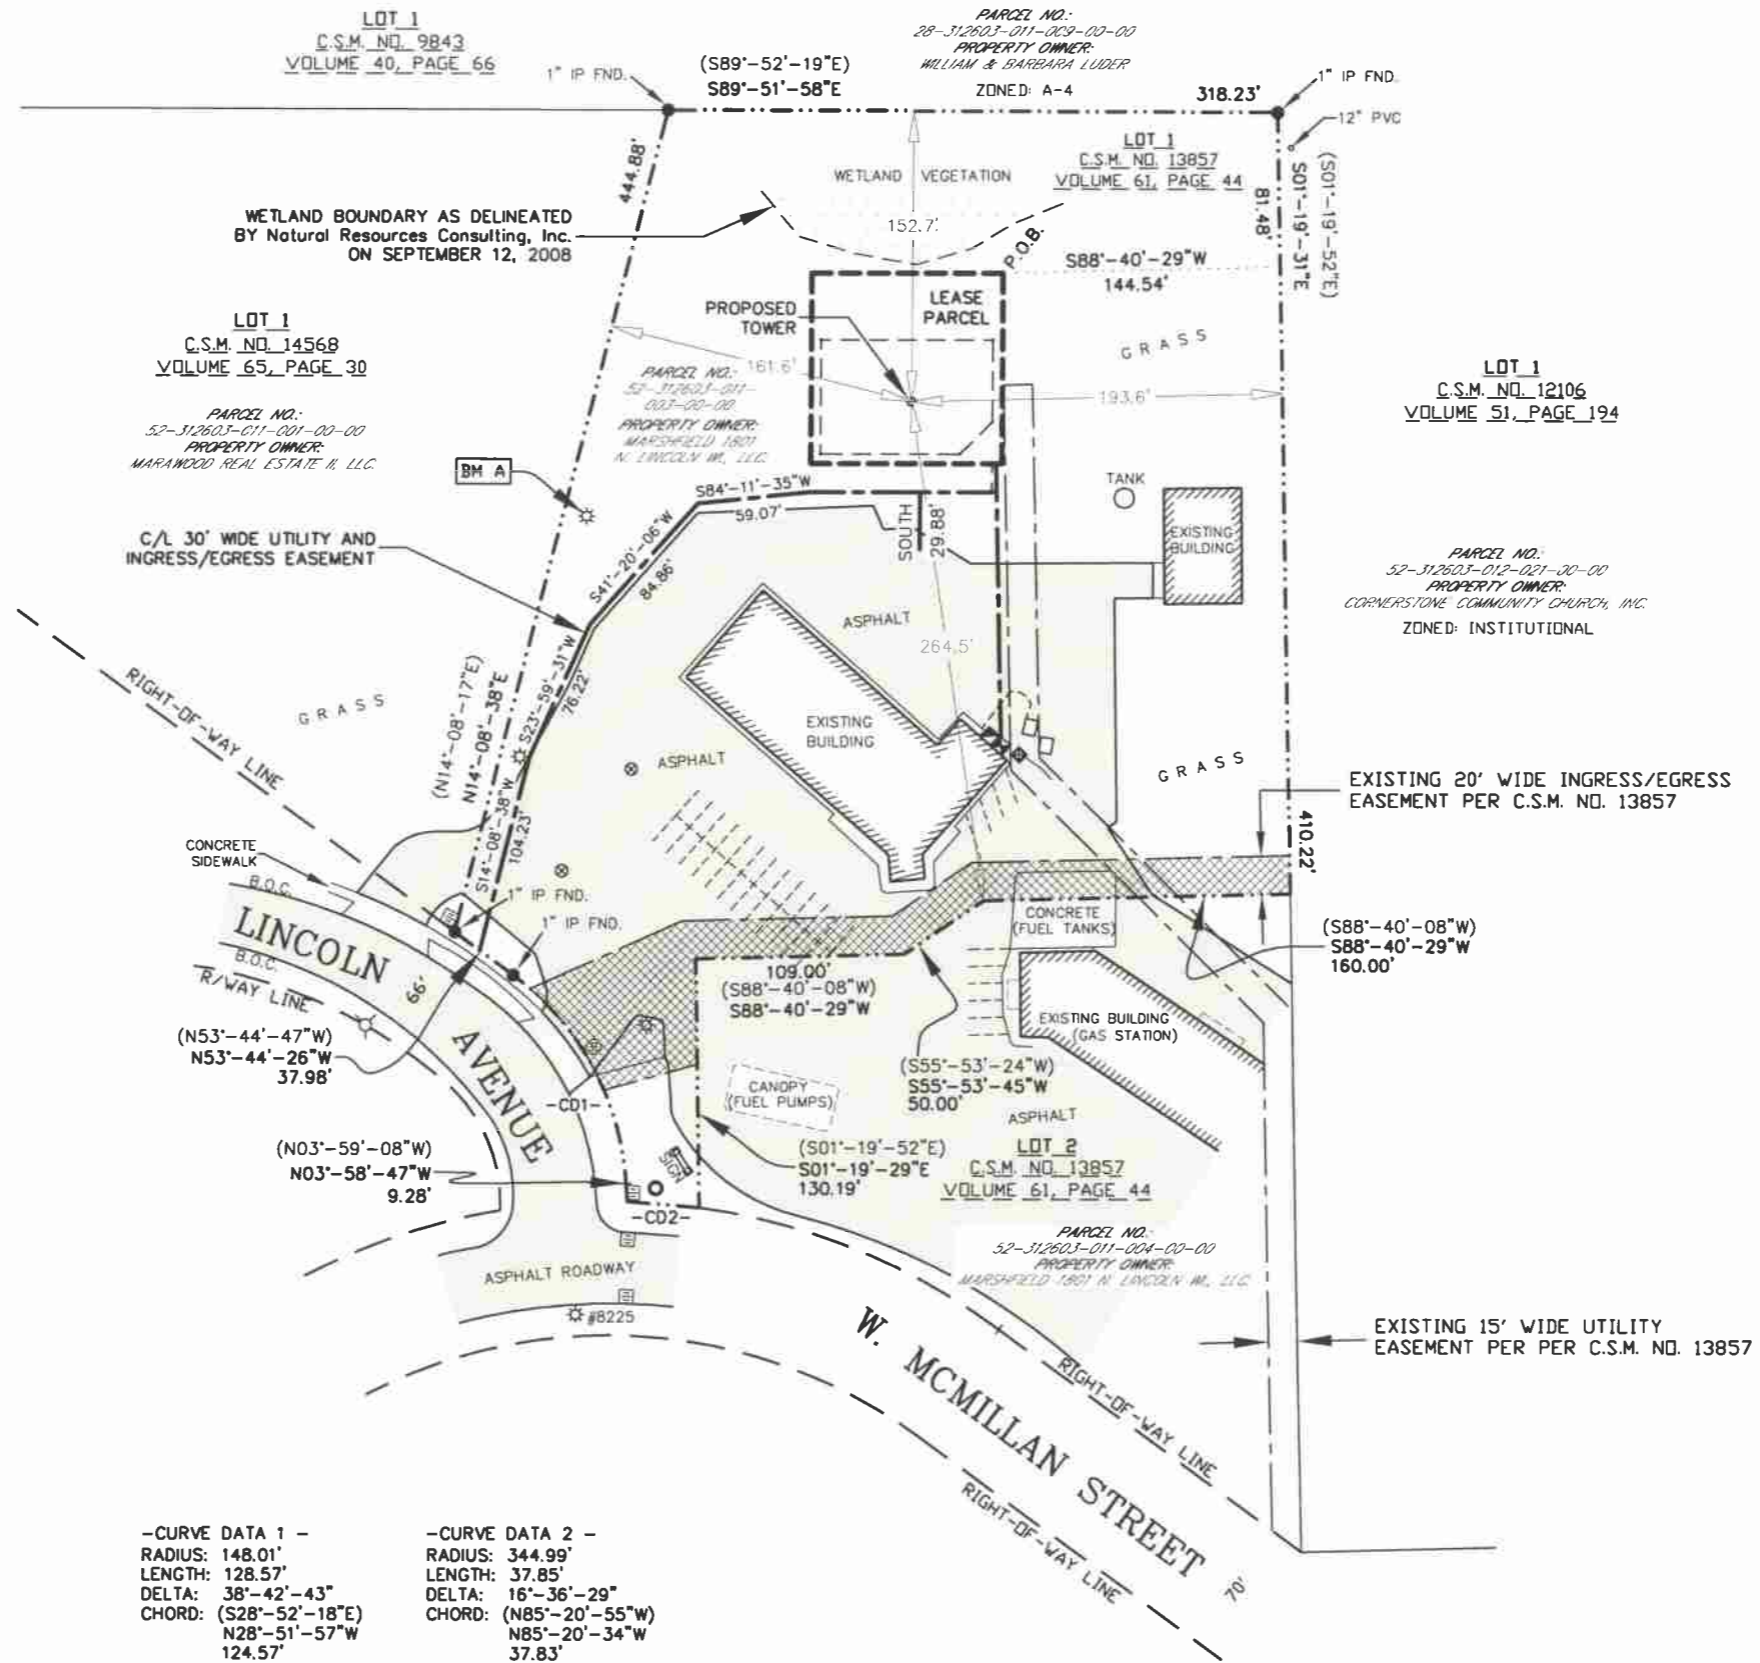 LOT 1
C.S.M. NO. 9843
VOLUME 40, PAGE 66
1" IP FND.
(S89°-52'-19"E)
S89°-51'-58"E
PARCEL NO.:
28-312603-011-0C9-00-00
PROPERTY OWNER:
WILLIAM & BARBARA LUDER
ZONED: A-4
318.23'
1" IP FND.
12" PVC
LOT 1
C.S.M. NO. 13857
VOLUME 61, PAGE 44
WETLAND VEGETATION
444.88'
81.48'
S01°-19'-31"E
(S01°-19'-52"E)
WETLAND BOUNDARY AS DELINEATED
BY Natural Resources Consulting, Inc.
ON SEPTEMBER 12, 2008
152.7'
P.O.B.
S88°-40'-29"W
144.54'
LEASE
PARCEL
PROPOSED
TOWER
GRASS
LOT 1
C.S.M. NO. 14568
VOLUME 65, PAGE 30
161.6'
PARCEL NO.:
52-312603-011-
003-00-00
PROPERTY OWNER:
MARSHFIELD 1801
N. LINCOLN WI, LLC
193.6'
LOT 1
C.S.M. NO. 12106
VOLUME 51, PAGE 194
PARCEL NO.:
52-312603-011-001-00-00
PROPERTY OWNER:
MARAWOOD REAL ESTATE II, LLC
BM A
S84°-11'-35"W
59.07'
TANK
SOUTH
29.88'
EXISTING
BUILDING
C/L 30' WIDE UTILITY AND
INGRESS/EGRESS EASEMENT
S41°-20'-06"W
84.86'
PARCEL NO.:
52-312603-012-021-00-00
PROPERTY OWNER:
CORNERSTONE COMMUNITY CHURCH, INC.
ZONED: INSTITUTIONAL
ASPHALT
264.5'
RIGHT-OF-WAY LINE
GRASS
(N14°-08'-17"E)
N14°-08'-38"E
S23°-59'-31"W
76.22'
EXISTING
BUILDING
ASPHALT
GRASS
EXISTING 20' WIDE INGRESS/EGRESS
EASEMENT PER C.S.M. NO. 13857
S14°-08'-38"W
104.23'
410.22'
CONCRETE
SIDEWALK
B.O.C.
1" IP FND.
1" IP FND.
CONCRETE
(FUEL TANKS)
(S88°-40'-08"W)
S88°-40'-29"W
160.00'
LINCOLN
AVENUE
B.O.C.
R/WAY LINE
66'
109.00'
(S88°-40'-08"W)
S88°-40'-29"W
EXISTING BUILDING
(GAS STATION)
(N53°-44'-47"W)
N53°-44'-26"W
37.98'
(S55°-53'-24"W)
S55°-53'-45"W
50.00'
CANOPY
(FUEL PUMPS)
-CD1-
ASPHALT
(N03°-59'-08"W)
N03°-58'-47"W
9.28'
SIGN
(S01°-19'-52"E)
S01°-19'-29"E
130.19'
LOT 2
C.S.M. NO. 13857
VOLUME 61, PAGE 44
-CD2-
PARCEL NO.:
52-312603-011-004-00-00
PROPERTY OWNER:
MARSHFIELD 1801 N. LINCOLN WI, LLC
ASPHALT ROADWAY
#8225
W. MCMILLAN STREET
70'
RIGHT-OF-WAY LINE
RIGHT-OF-WAY LINE
EXISTING 15' WIDE UTILITY
EASEMENT PER PER C.S.M. NO. 13857
-CURVE DATA 1 -
RADIUS: 148.01'
LENGTH: 128.57'
DELTA: 38°-42'-43"
CHORD: (S28°-52'-18"E)
N28°-51'-57"W
124.57'
-CURVE DATA 2 -
RADIUS: 344.99'
LENGTH: 37.85'
DELTA: 16°-36'-29"
CHORD: (N85°-20'-55"W)
N85°-20'-34"W
37.83'